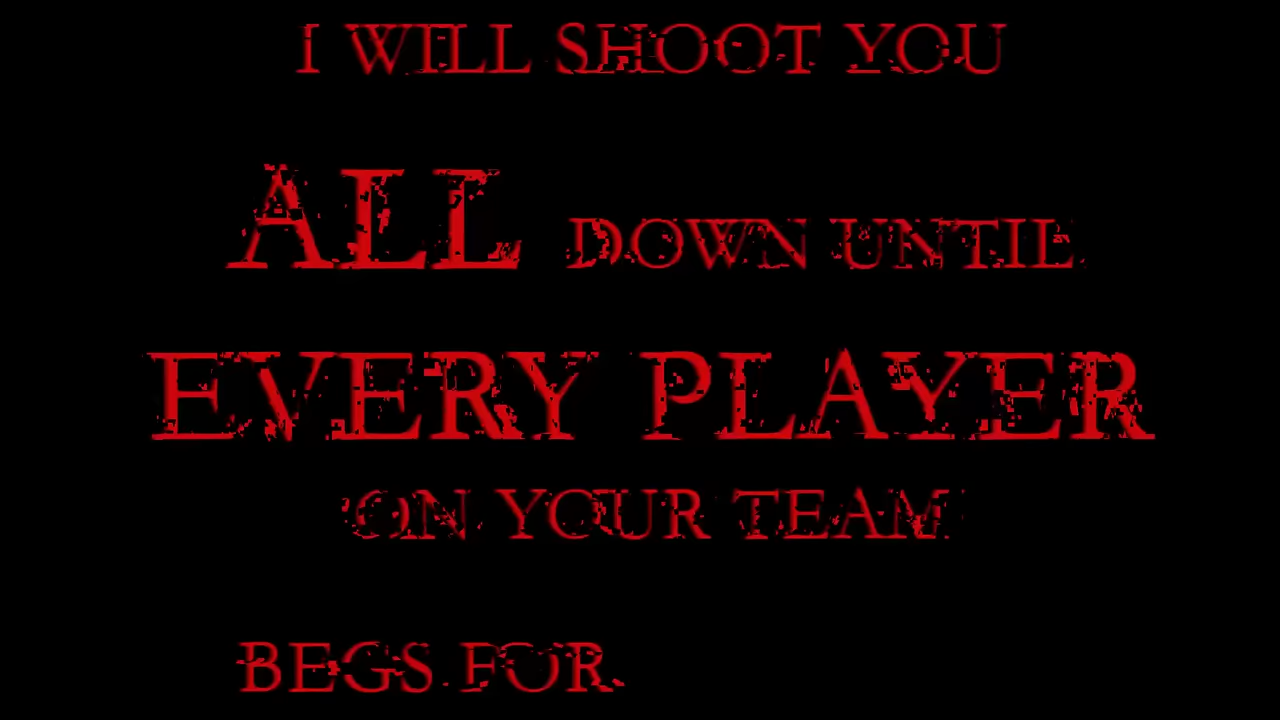 I WILL SHOOT YOU
ALL DOWN UNTIL
EVERY PLAYER
ON YOUR TEAM
BEGS FOR